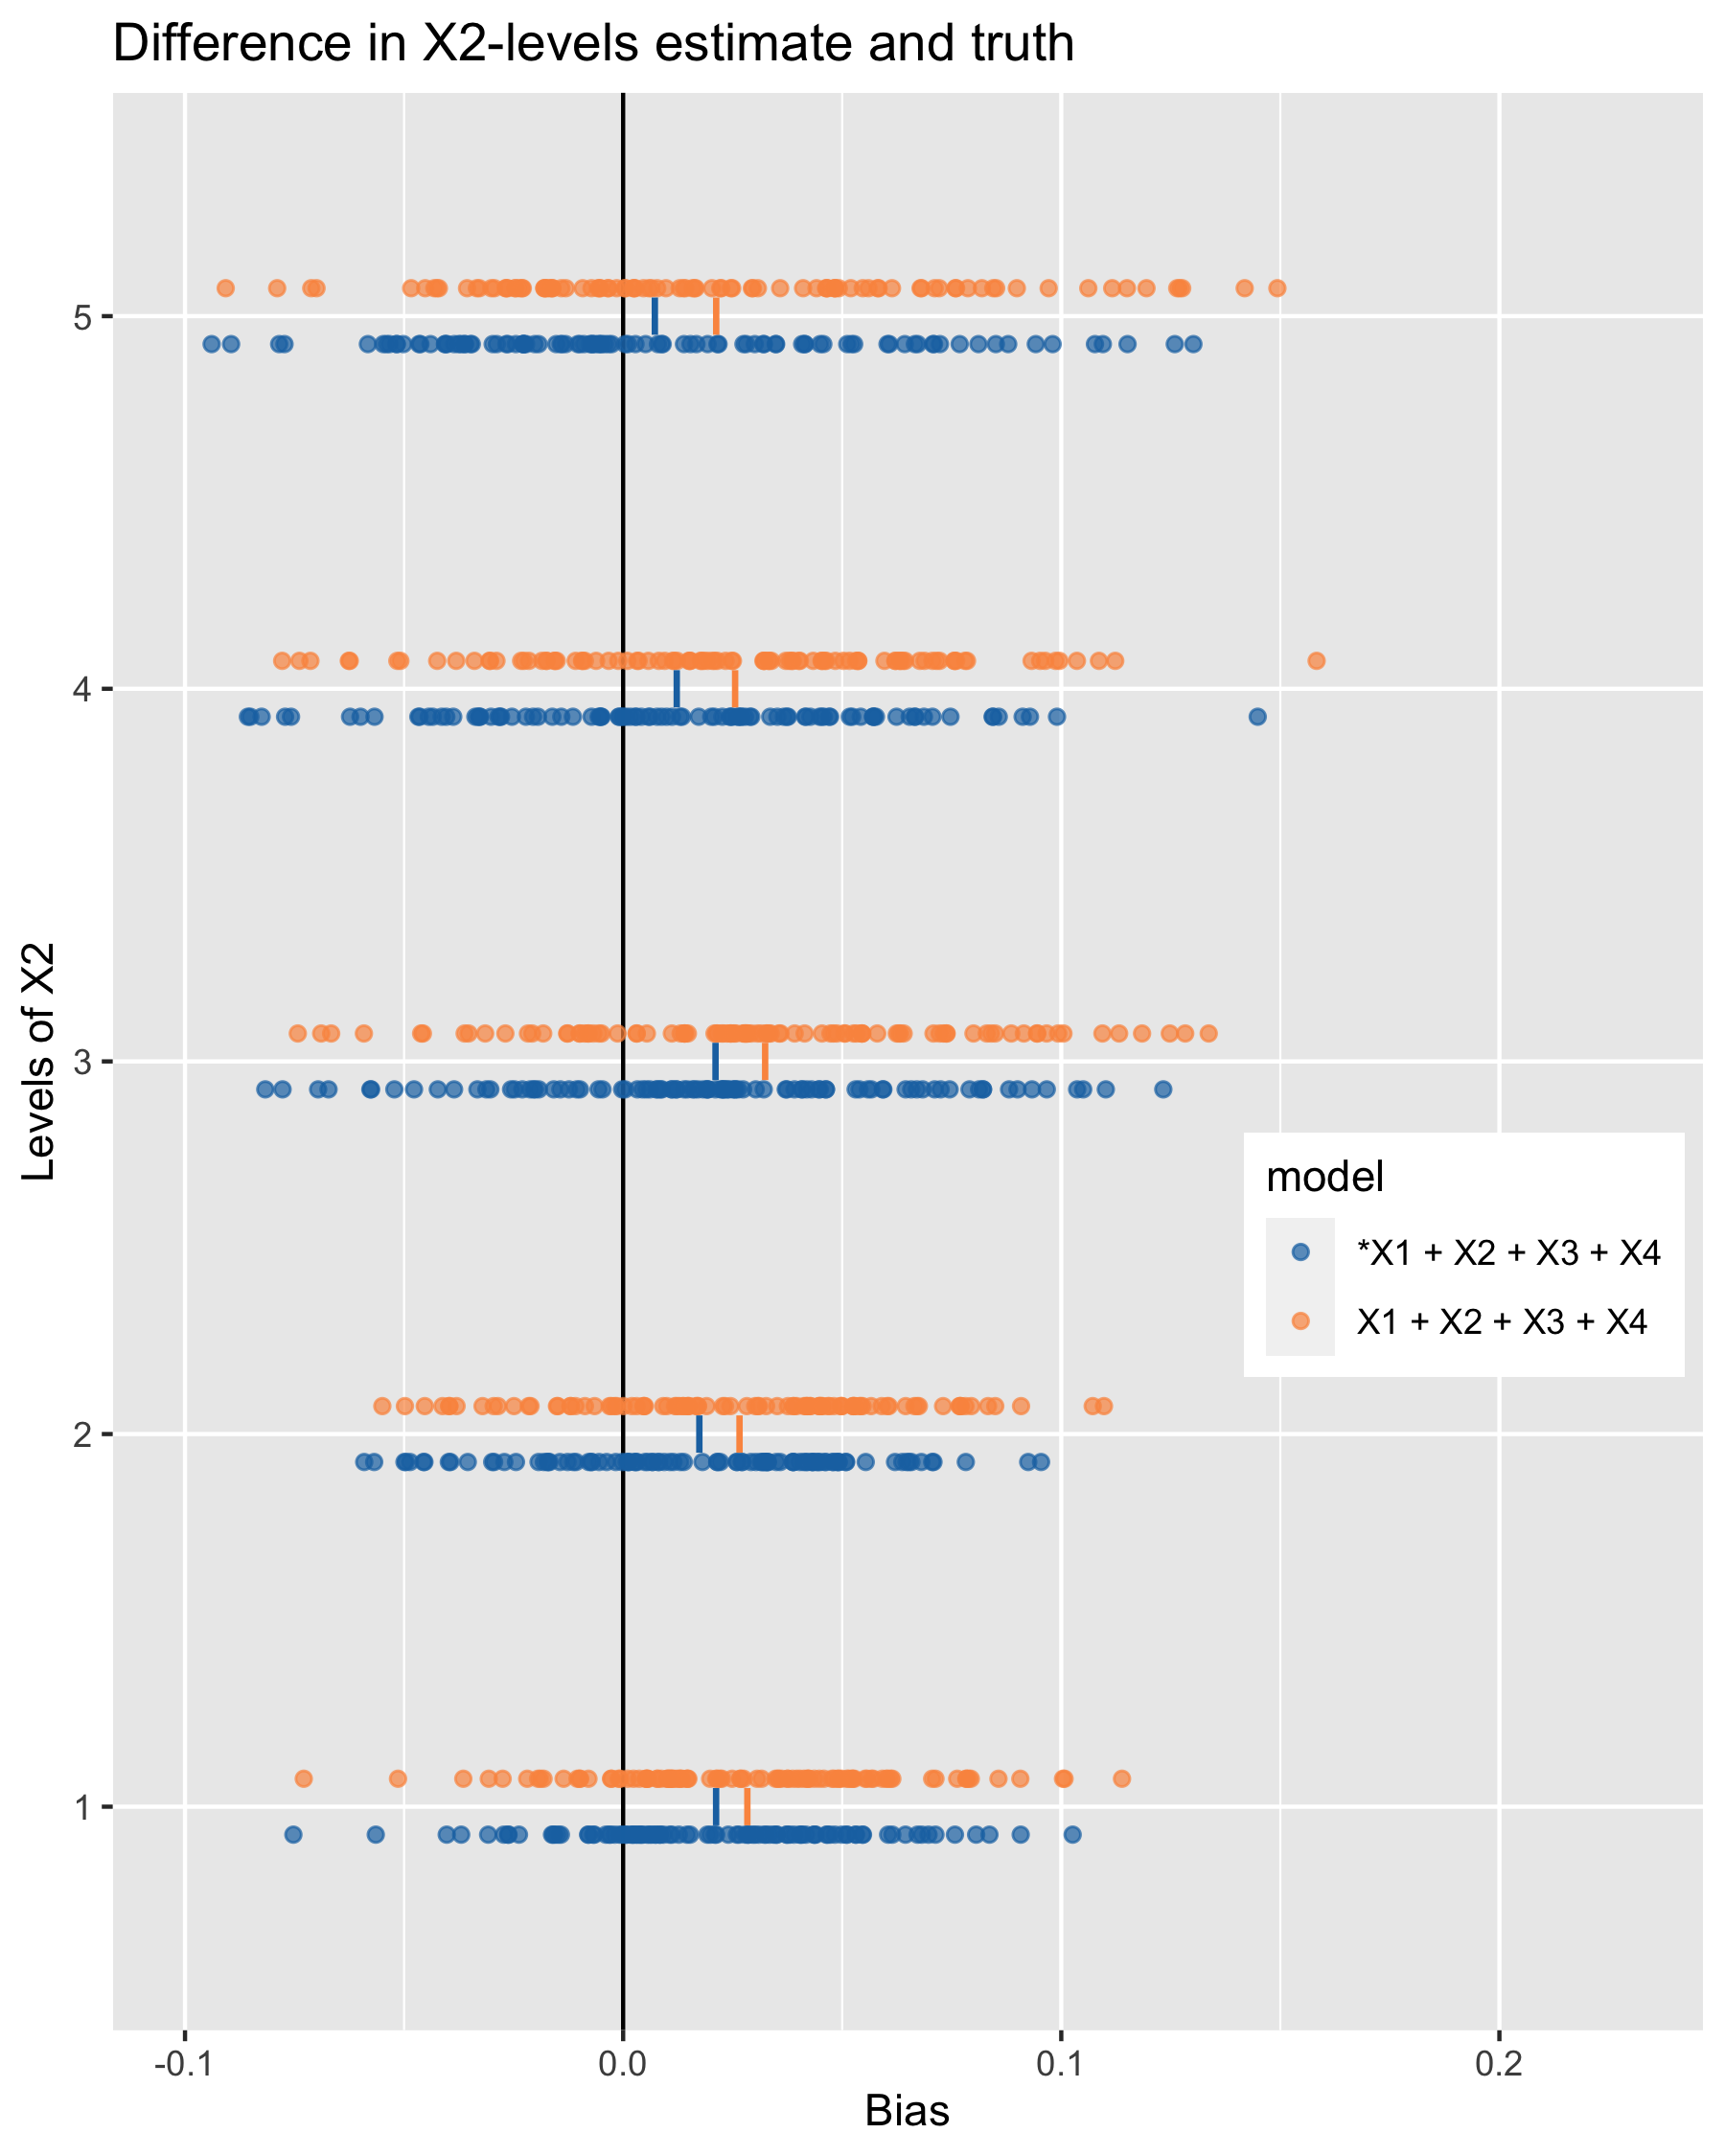 Difference in X2-levels estimate and truth
Levels of X2
5
4
3
2
1
model
*X1 + X2 + X3 + X4
X1 + X2 + X3 + X4
-0.1
0.0
0.1
0.2
Bias